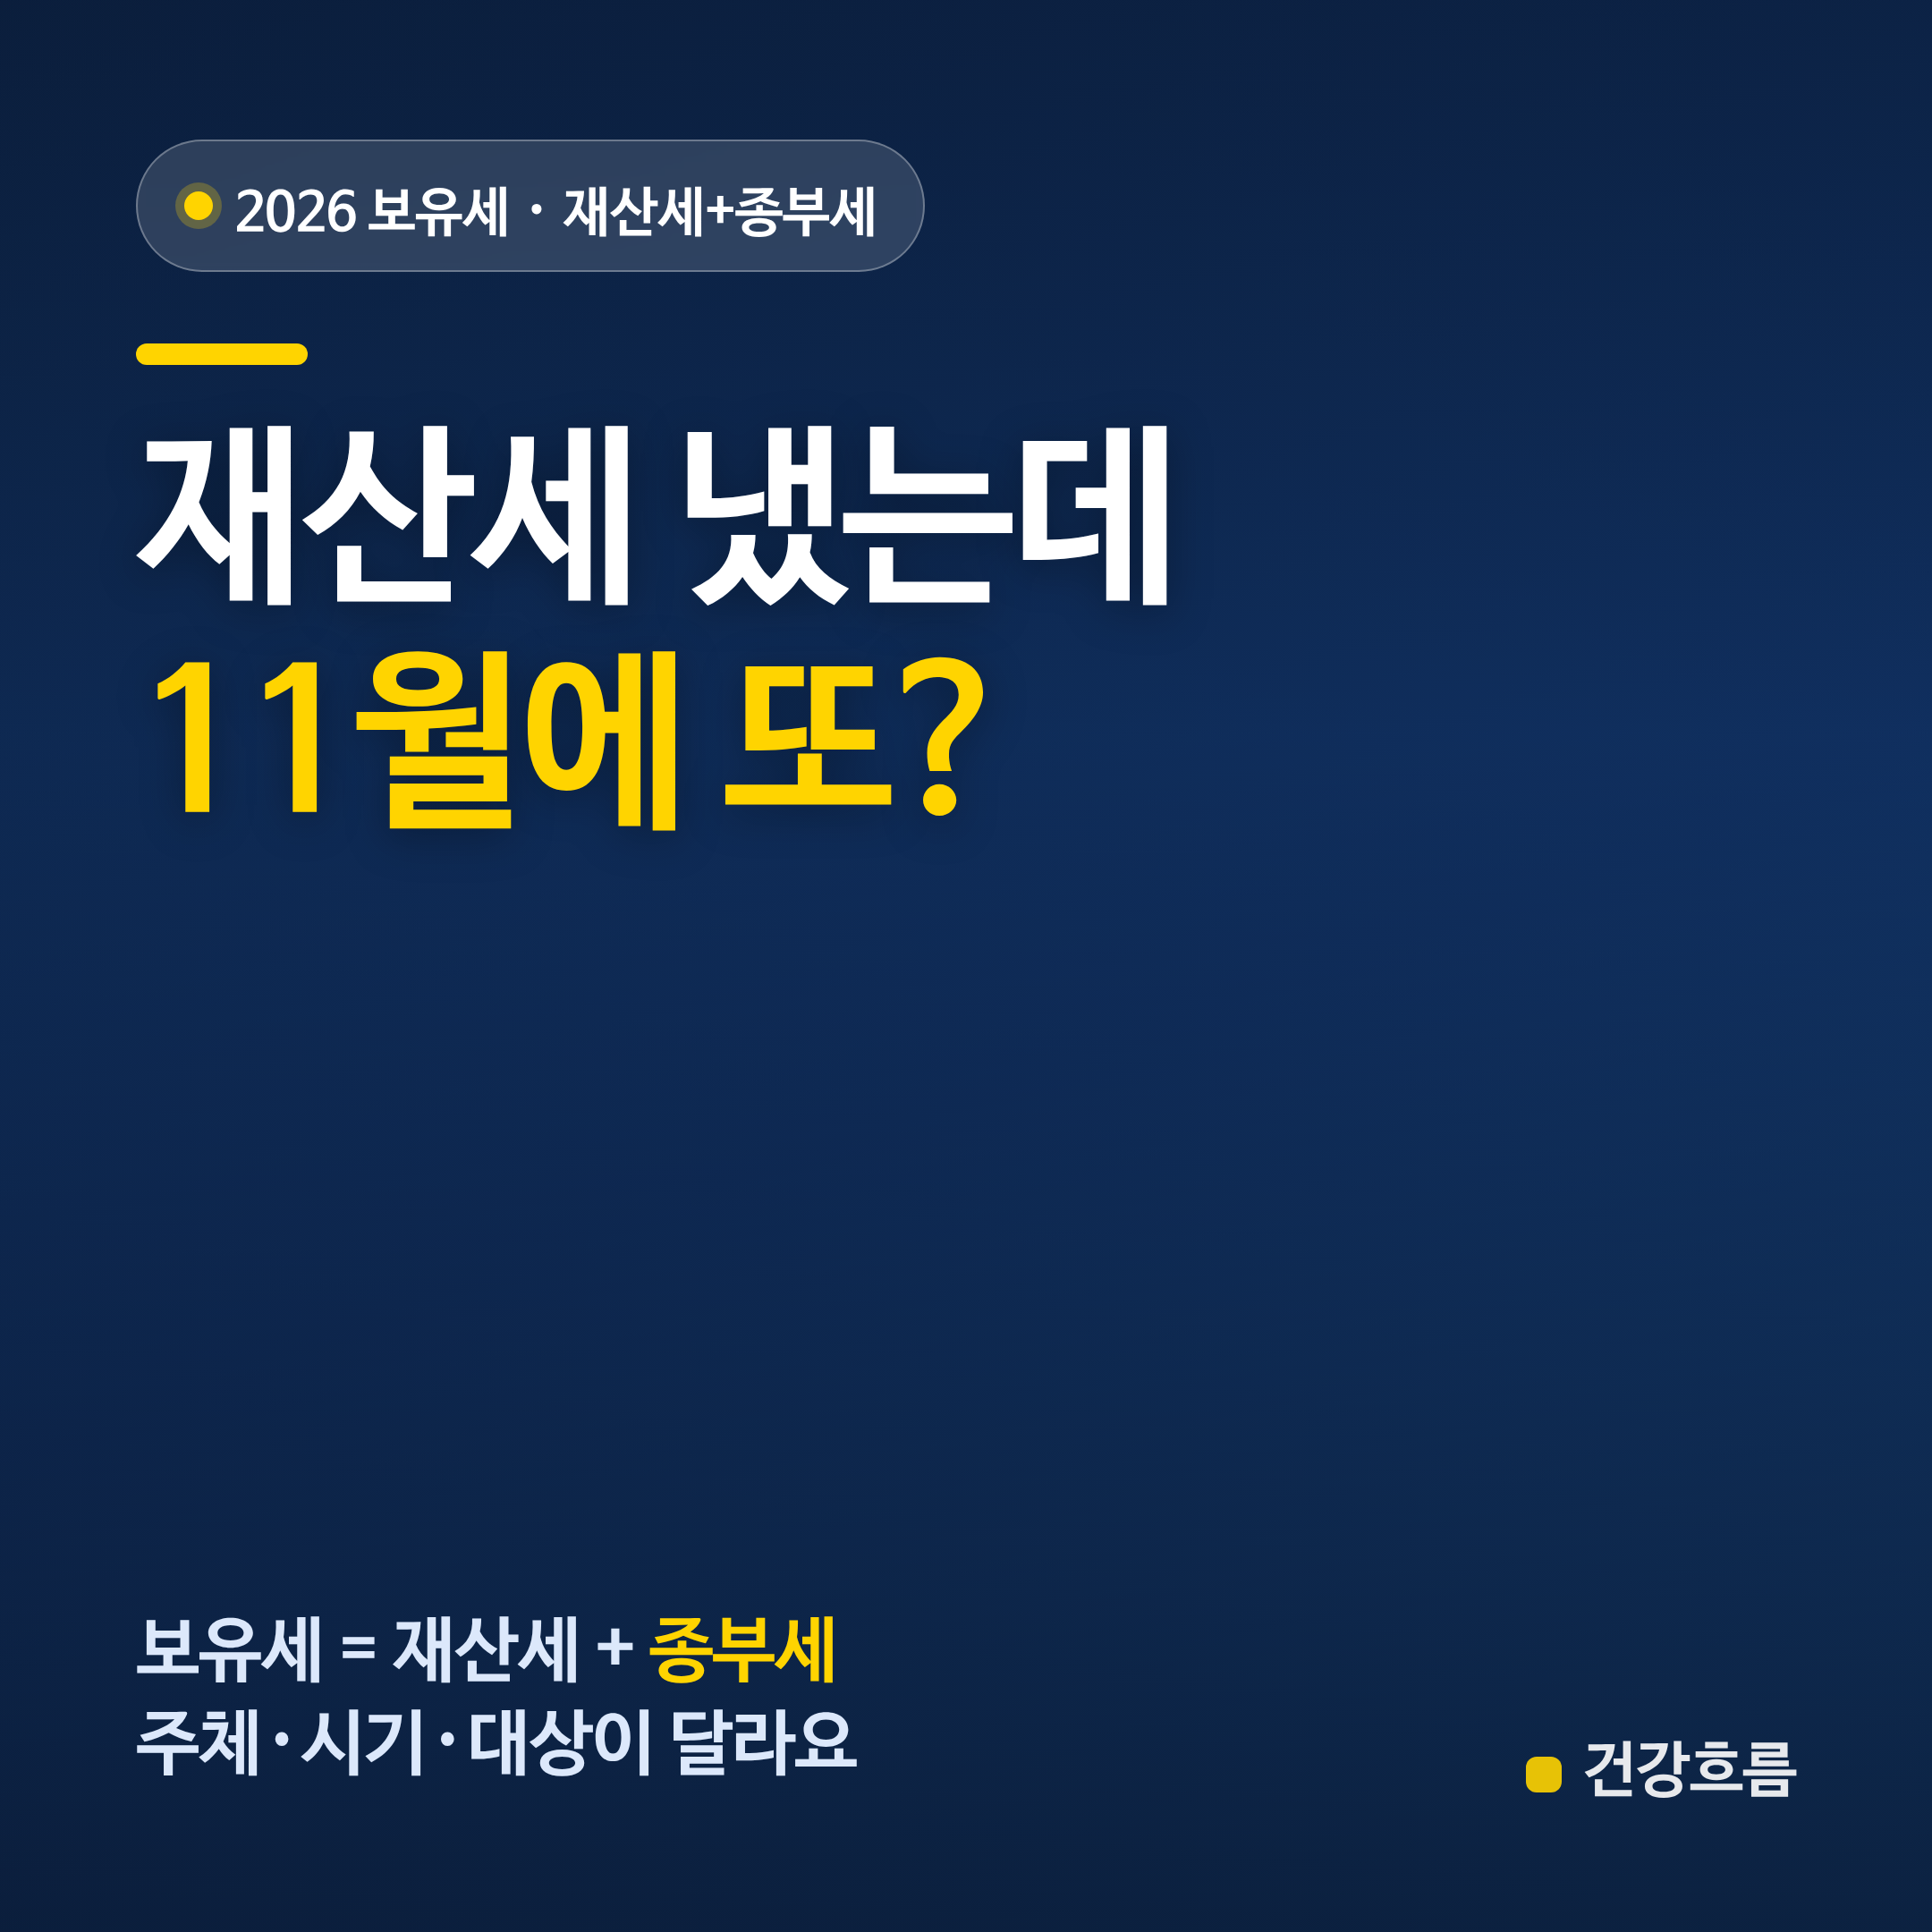 2026 보유세 · 재산세+종부세
재산세 냈는데
11월에 또?
보유세 = 재산세 + 종부세
주체·시기·대상이 달라요
건강흐름